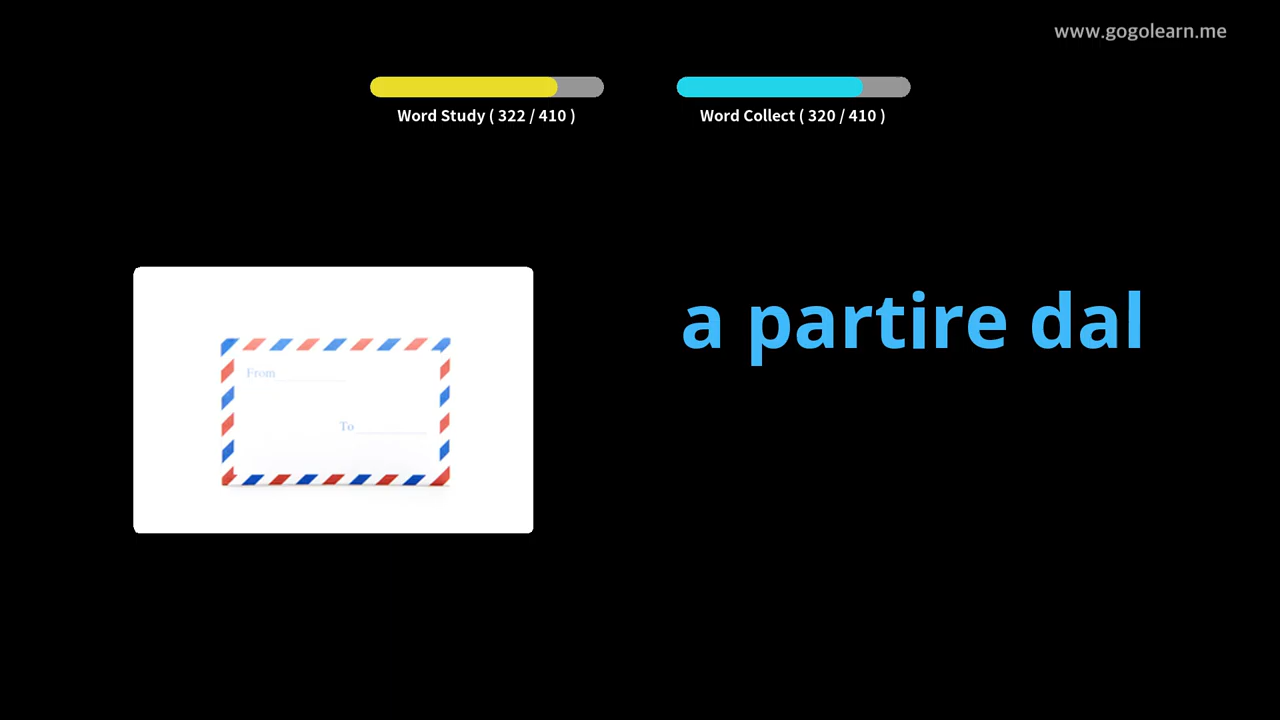 www.gogolearn.me
Word Study ( 322 / 410 )
Word Collect ( 320 / 410 )
a partire dal
From
To